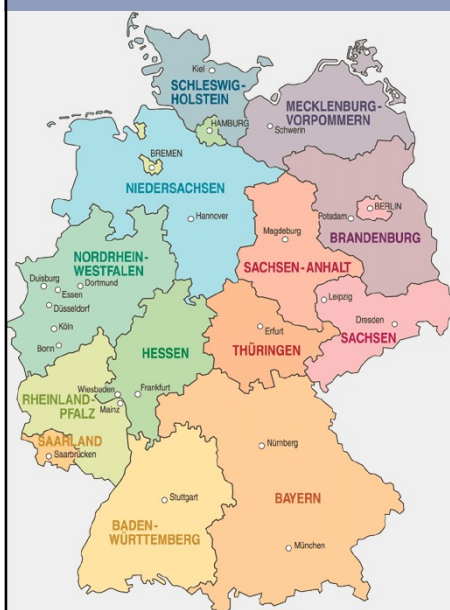 Kiel
SCHLESWIG-
HOLSTEIN
MECKLENBURG-
VORPOMMERN
HAMBURG
Schwerin
BREMEN
NIEDERSACHSEN
Hannover
BERLIN
Potsdam
BRANDENBURG
Magdeburg
SACHSEN-ANHALT
NORDRHEIN-
WESTFALEN
Duisburg
Dortmund
Essen
Düsseldorf
Köln
Bonn
Leipzig
Dresden
SACHSEN
HESSEN
Erfurt
THÜRINGEN
Wiesbaden
Frankfurt
Mainz
RHEINLAND-
PFALZ
SAARLAND
Saarbrücken
Nürnberg
BAYERN
München
Stuttgart
BADEN-
WÜRTTEMBERG